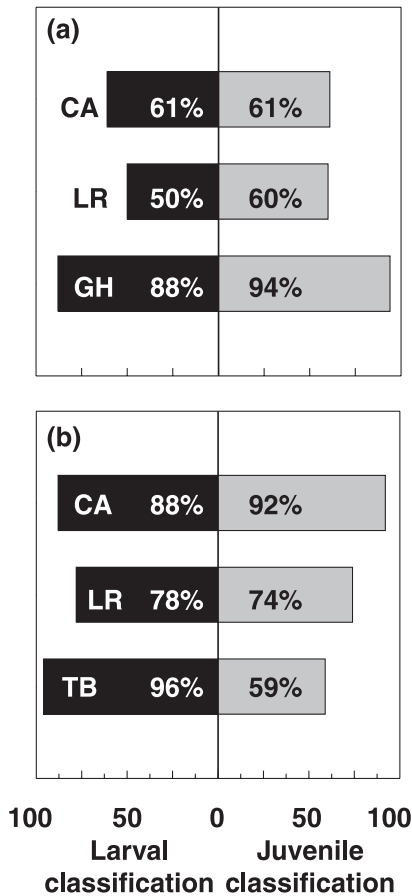 (a)
CA 61% 61%
LR 50% 60%
GH 88% 94%
(b)
CA 88% 92%
LR 78% 74%
TB 96% 59%
100 50 0 50 100
Larval Juvenile
classification classification